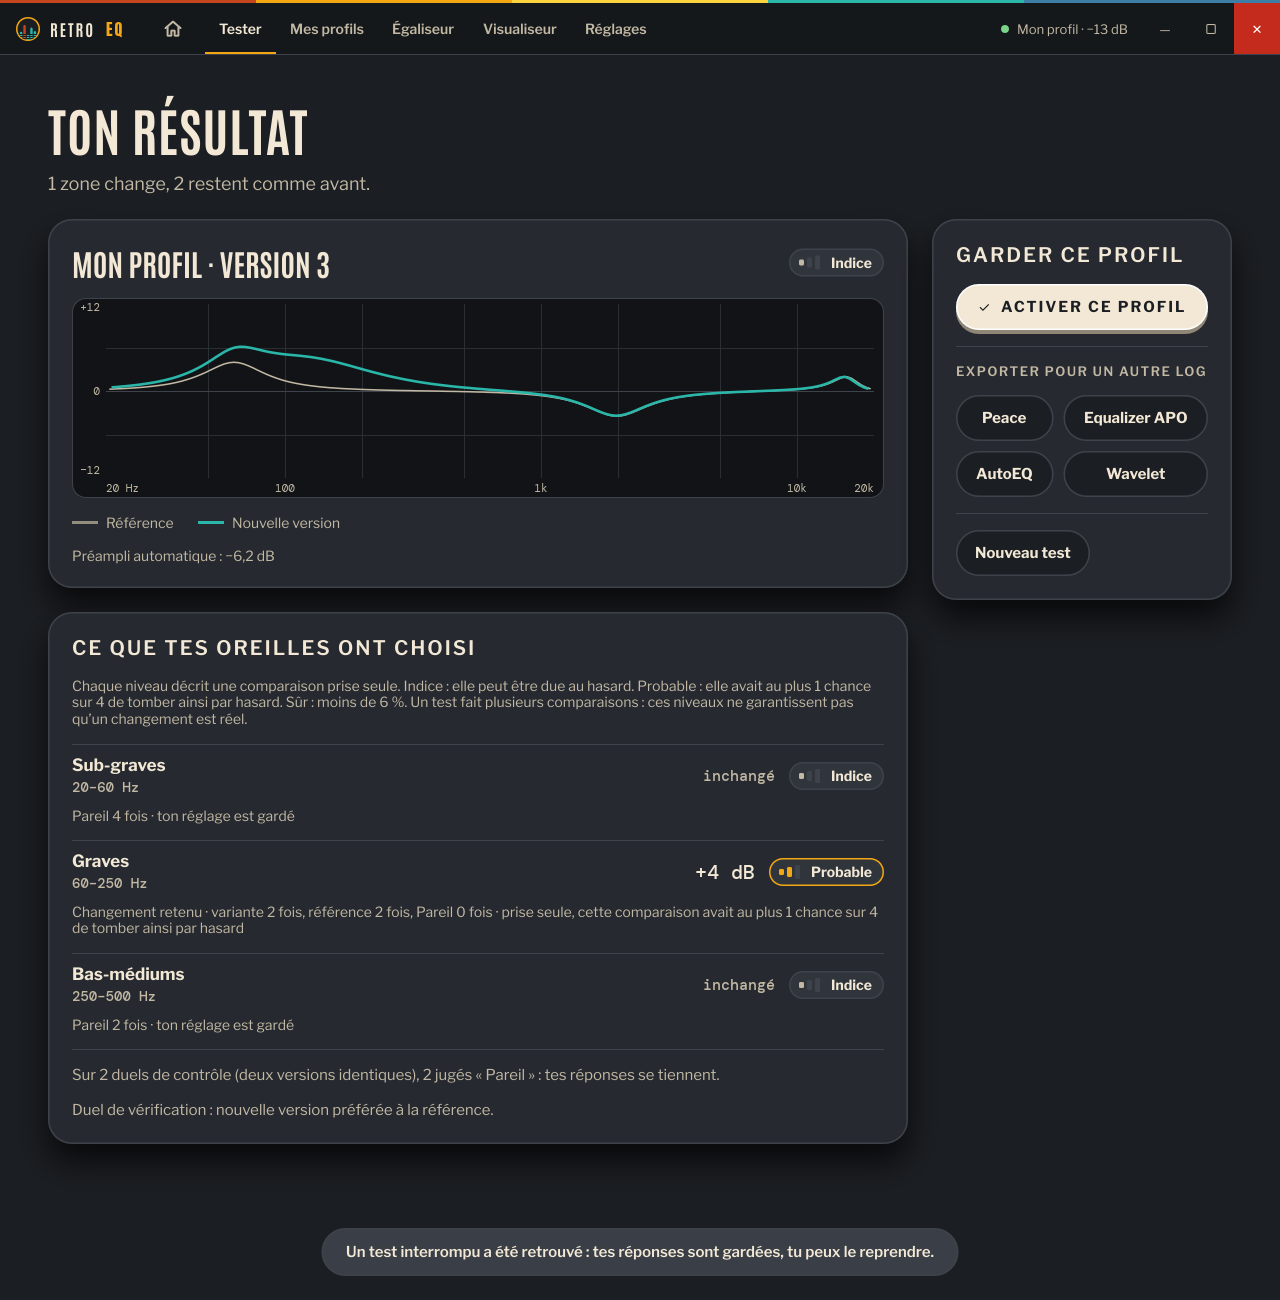 RETRO EQ
Tester
Mes profils
Égaliseur
Visualiseur
Réglages
Mon profil · −13 dB
TON RÉSULTAT
1 zone change, 2 restent comme avant.
MON PROFIL · VERSION 3
Indice
+12
0
−12
20 Hz
100
1k
10k
20k
Référence
Nouvelle version
Préampli automatique : −6,2 dB
GARDER CE PROFIL
✓ ACTIVER CE PROFIL
EXPORTER POUR UN AUTRE LOG
Peace
Equalizer APO
AutoEQ
Wavelet
Nouveau test
CE QUE TES OREILLES ONT CHOISI
Chaque niveau décrit une comparaison prise seule. Indice : elle peut être due au hasard. Probable : elle avait au plus 1 chance
sur 4 de tomber ainsi par hasard. Sûr : moins de 6 %. Un test fait plusieurs comparaisons : ces niveaux ne garantissent pas
qu’un changement est réel.
Sub-graves
20–60 Hz
inchangé
Indice
Pareil 4 fois · ton réglage est gardé
Graves
60–250 Hz
+4 dB
Probable
Changement retenu · variante 2 fois, référence 2 fois, Pareil 0 fois · prise seule, cette comparaison avait au plus 1 chance sur 4
de tomber ainsi par hasard
Bas-médiums
250–500 Hz
inchangé
Indice
Pareil 2 fois · ton réglage est gardé
Sur 2 duels de contrôle (deux versions identiques), 2 jugés « Pareil » : tes réponses se tiennent.
Duel de vérification : nouvelle version préférée à la référence.
Un test interrompu a été retrouvé : tes réponses sont gardées, tu peux le reprendre.